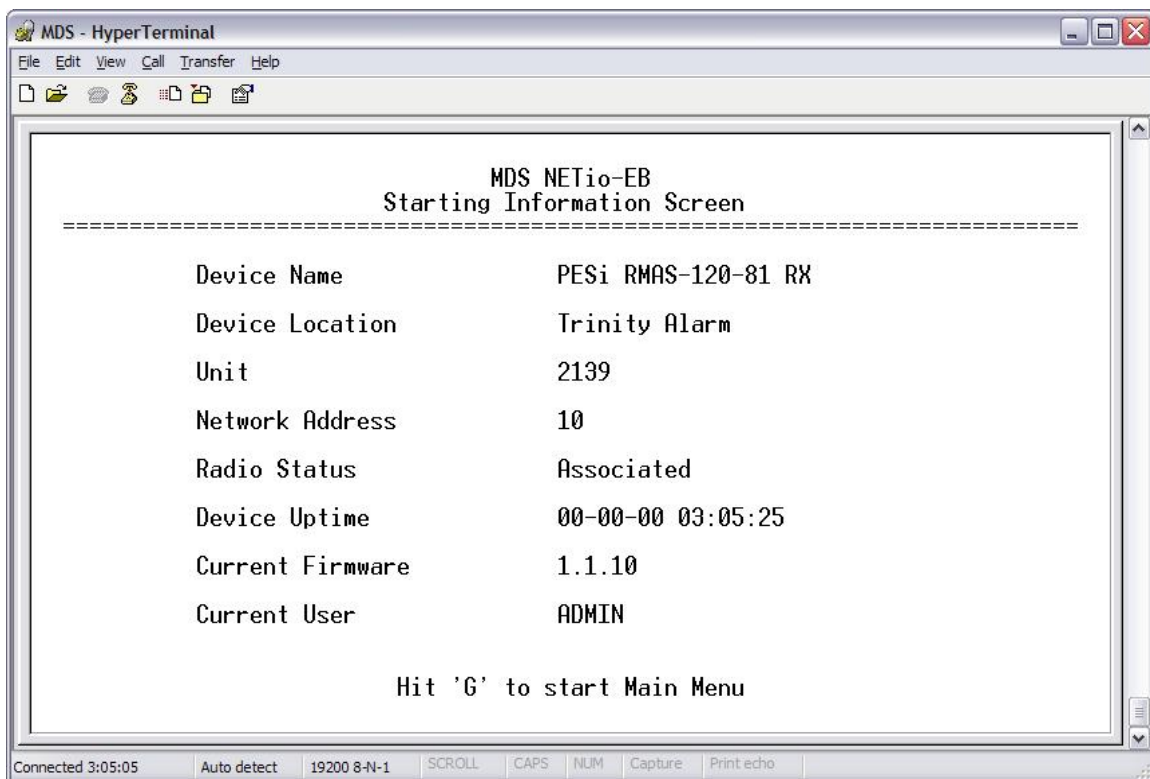 MDS - HyperTerminal
File Edit View Call Transfer Help
MDS NETio-EB
Starting Information Screen
============================================================================
Device Name PESi RMAS-120-81 RX
Device Location Trinity Alarm
Unit 2139
Network Address 10
Radio Status Associated
Device Uptime 00-00-00 03:05:25
Current Firmware 1.1.10
Current User ADMIN
Hit 'G' to start Main Menu
Connected 3:05:05 Auto detect 19200 8-N-1 SCROLL CAPS NUM Capture Print echo